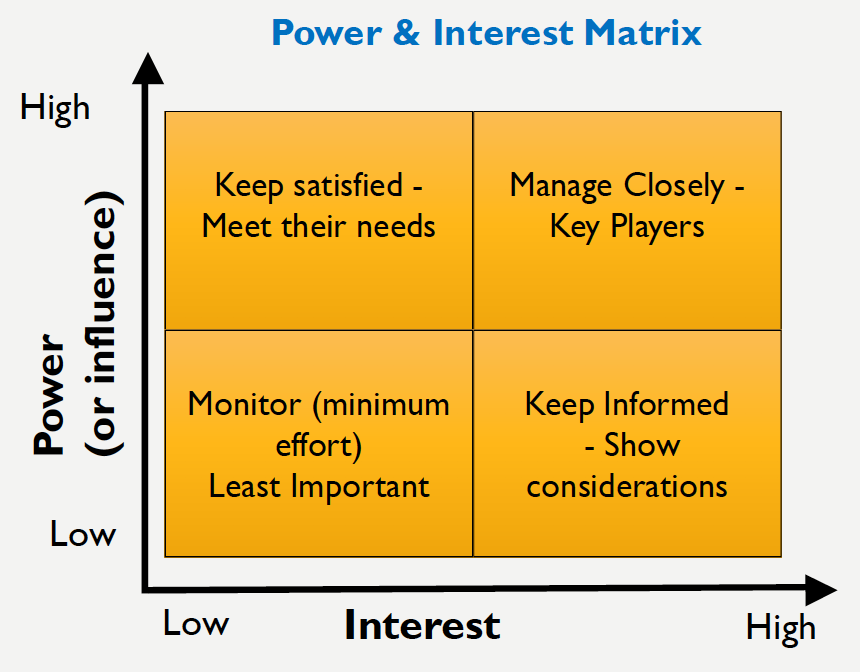 Power & Interest Matrix
High
Keep satisfied -
Meet their needs
Manage Closely -
Key Players
Power
(or influence)
Monitor (minimum
effort)
Least Important
Keep Informed
- Show
considerations
Low
Low
Interest
High